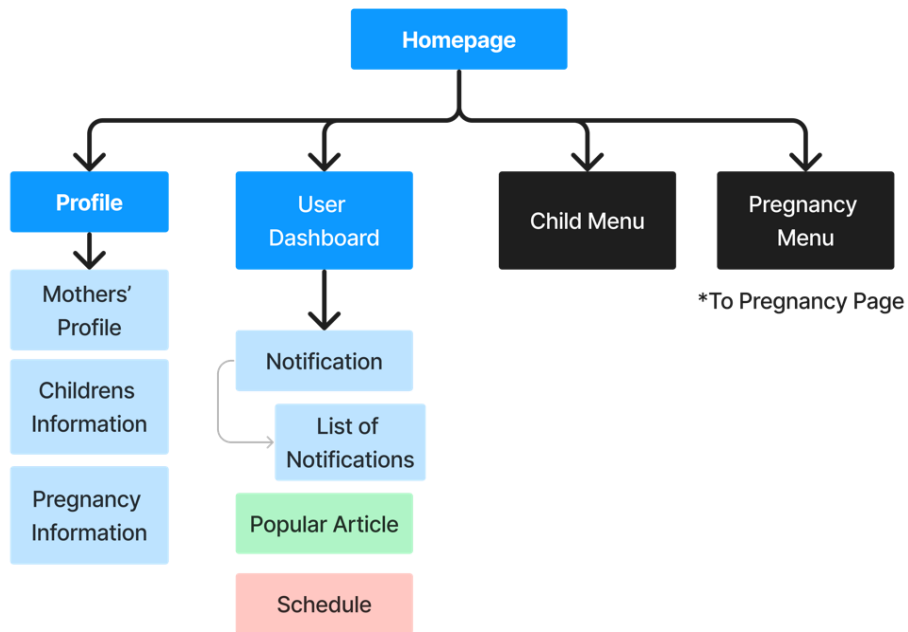 Homepage
Profile
User
Dashboard
Child Menu
Pregnancy
Menu
*To Pregnancy Page
Mothers’
Profile
Childrens
Information
Pregnancy
Information
Notification
List of
Notifications
Popular Article
Schedule